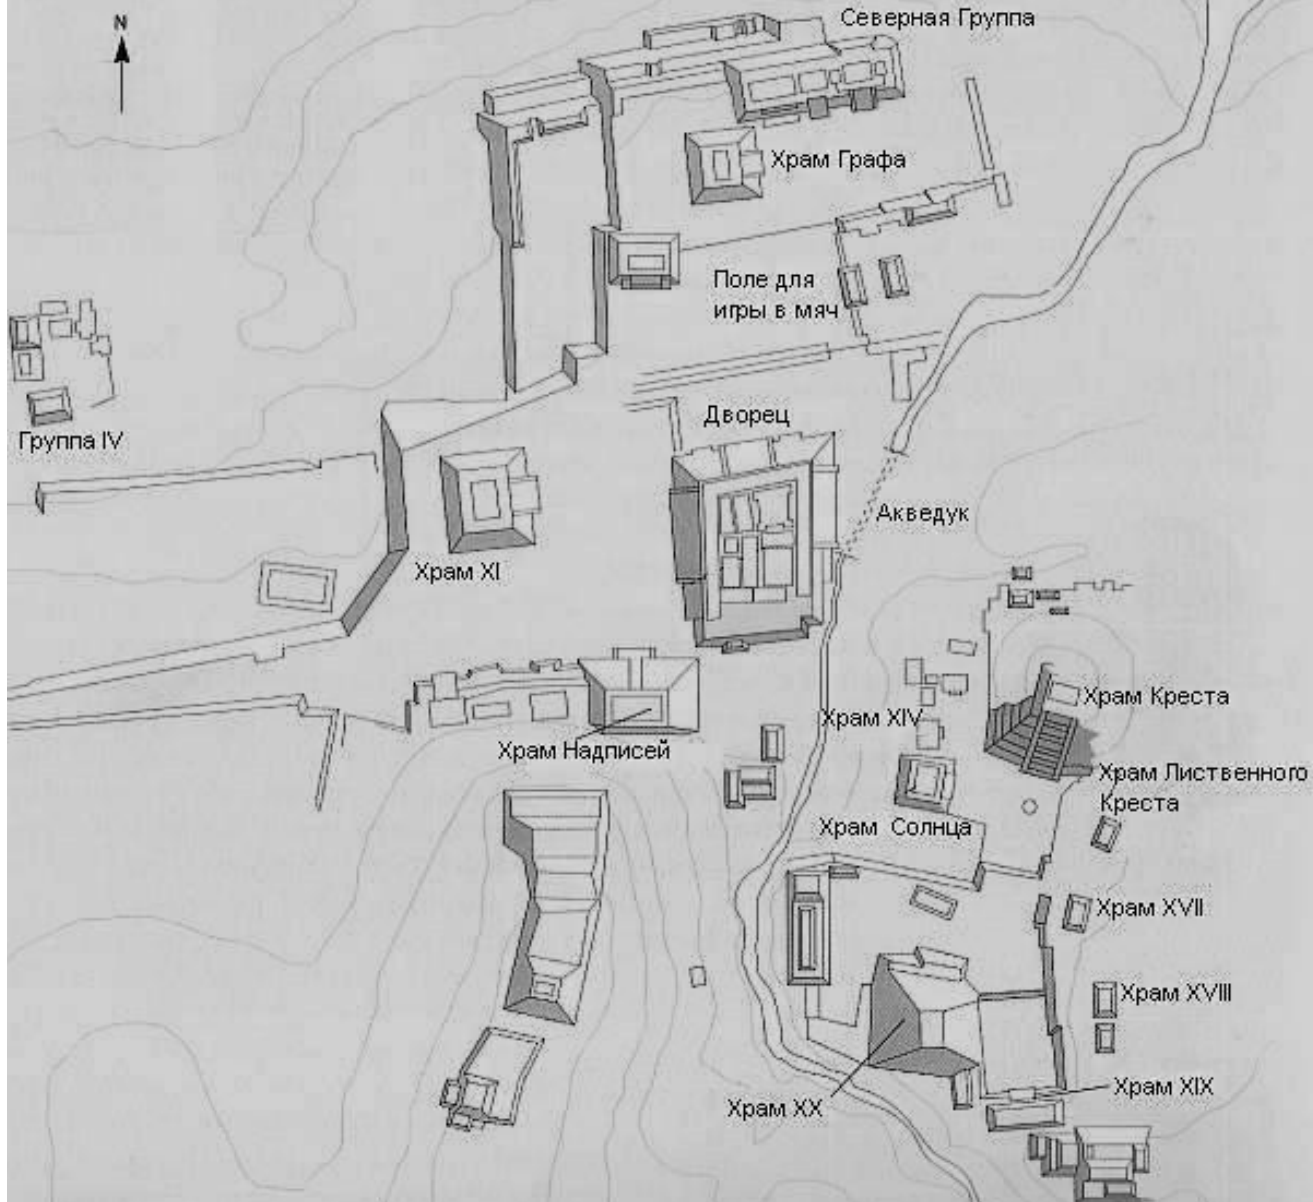 N
Северная Группа
Храм Графа
Поле для
игры в мяч
Дворец
Группа IV
Акведук
Храм XI
Храм Креста
Храм XIV
Храм Надписей
Храм Лиственного
Креста
Храм Солнца
Храм XVII
Храм XVIII
Храм XIX
Храм XX